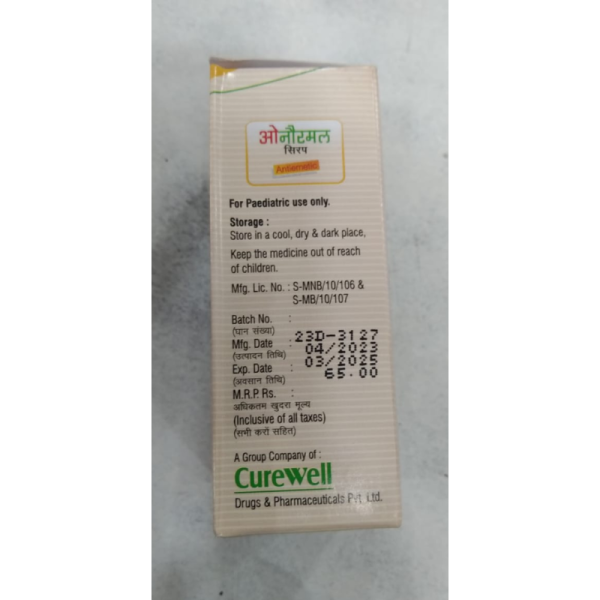 ओनौरमल
सिरप
Antiemetic
For Paediatric use only.
Storage :
Store in a cool, dry & dark place,
Keep the medicine out of reach
of children.
Mfg. Lic. No. : S-MNB/10/106 &
S-MB/10/107
Batch No. :
(घान संख्या) 23D-3127
Mfg. Date : 04/2023
(उत्पादन तिथि) 03/2025
Exp. Date : 65.00
(अवसान तिथि)
M.R.P Rs. :
अधिकतम खुदरा मूल्य
(Inclusive of all taxes)
(सभी करों सहित)
A Group Company of :
Curewell
Drugs & Pharmaceuticals Pvt. Ltd.